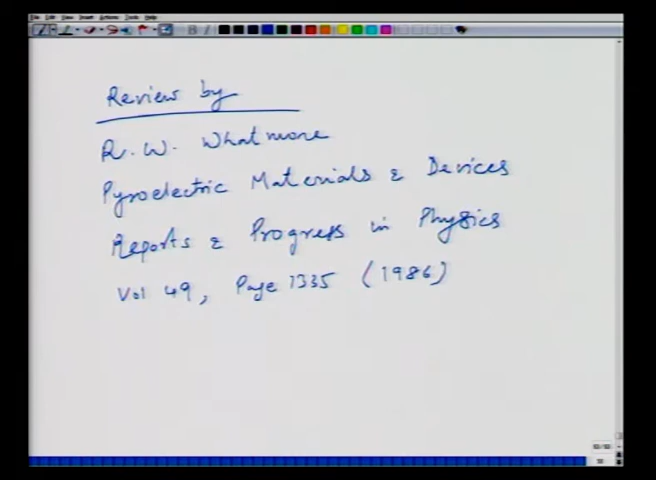 Review by
R. W. Whatmore
Pyroelectric Materials & Devices
Reports & Progress in Physics
Vol 49, Page 1335 (1986)